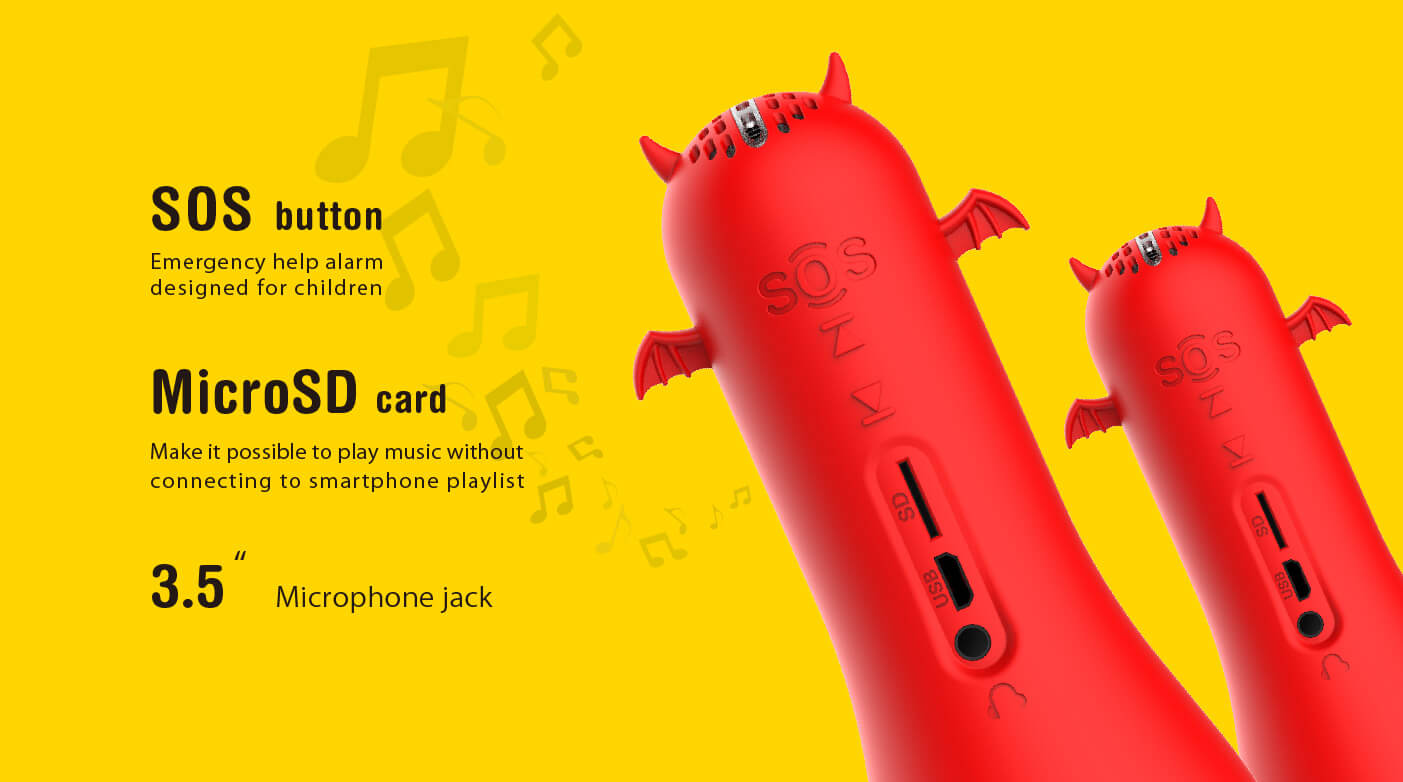 SOS button
Emergency help alarm
designed for children
MicroSD card
Make it possible to play music without
connecting to smartphone playlist
3.5“ Microphone jack
SOS
SD
USB
SOS
SD
USB